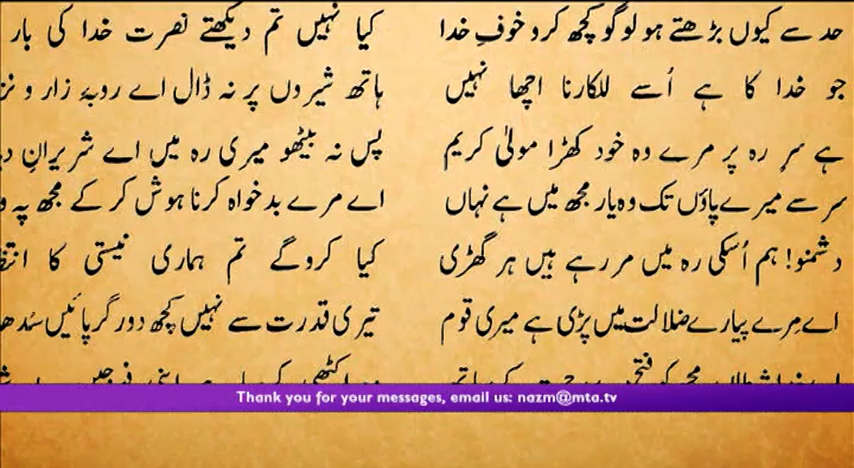 حد سے کیوں بڑھتے ہو لوگو کچھ کرو خوفِ خدا کیا نہیں تم دیکھتے نصرت خدا کی بار
جو خدا کا ہے اُسے للکارنا اچھا نہیں ہاتھ شیروں پر نہ ڈال اے روبۂ زار و
ہے سرِ رہ پر مرے وہ خود کھڑا مولیٰ کریم پس نہ بیٹھو میری رہ میں اے شریرانِ
سر سے میرے پاؤں تک وہ یار مجھ میں ہے نہاں اے مرے بدخواہ کرنا ہوش کر کے مجھ پہ
دشمنو! ہم اُسکی رہ میں مر رہے ہیں ہر گھڑی کیا کروگے تم ہماری نیستی کا
اے مِرے پیارے ضلالت میں پڑی ہے میری قوم تیری قدرت سے نہیں کچھ دور گر پائیں
Thank you for your messages, email us: nazm@mta.tv